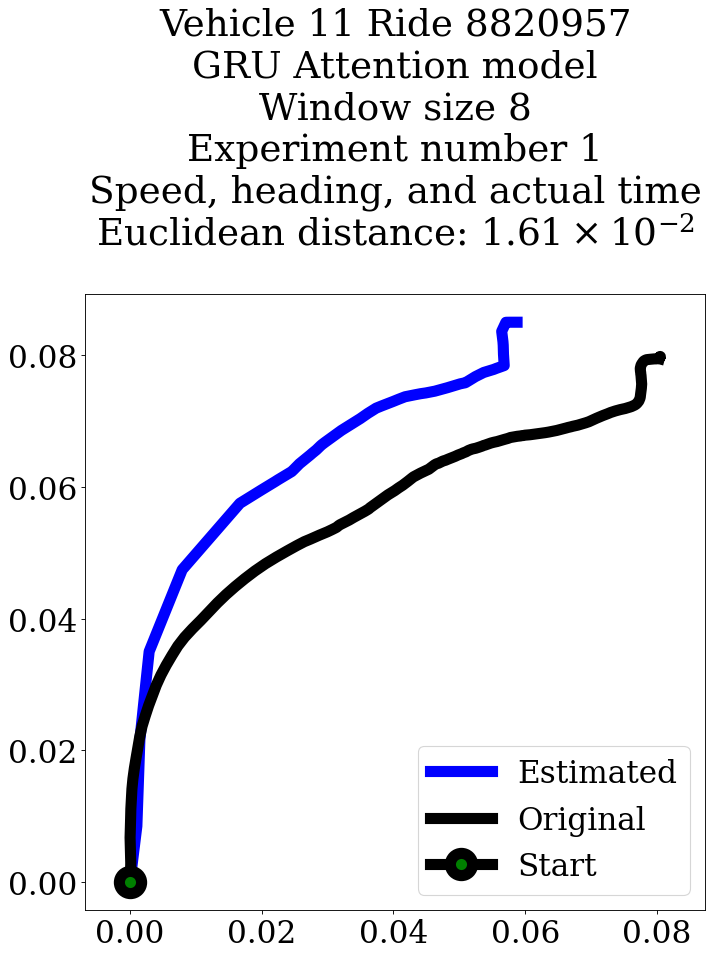 Vehicle 11 Ride 8820957
GRU Attention model
Window size 8
Experiment number 1
Speed, heading, and actual time
Euclidean distance: 1.61 × 10⁻²
0.08
0.06
0.04
0.02
0.00
Estimated
Original
Start
0.00 0.02 0.04 0.06 0.08